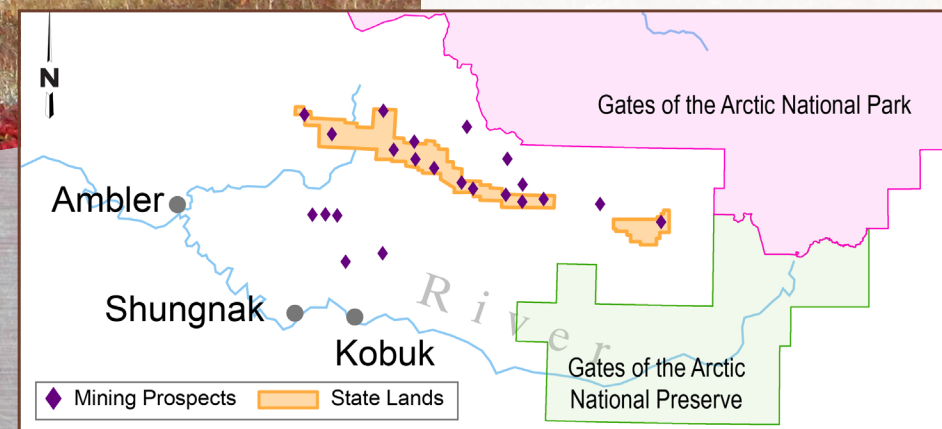 N
Gates of the Arctic National Park
Ambler
Shungnak
River
Kobuk
Gates of the Arctic
National Preserve
Mining Prospects
State Lands